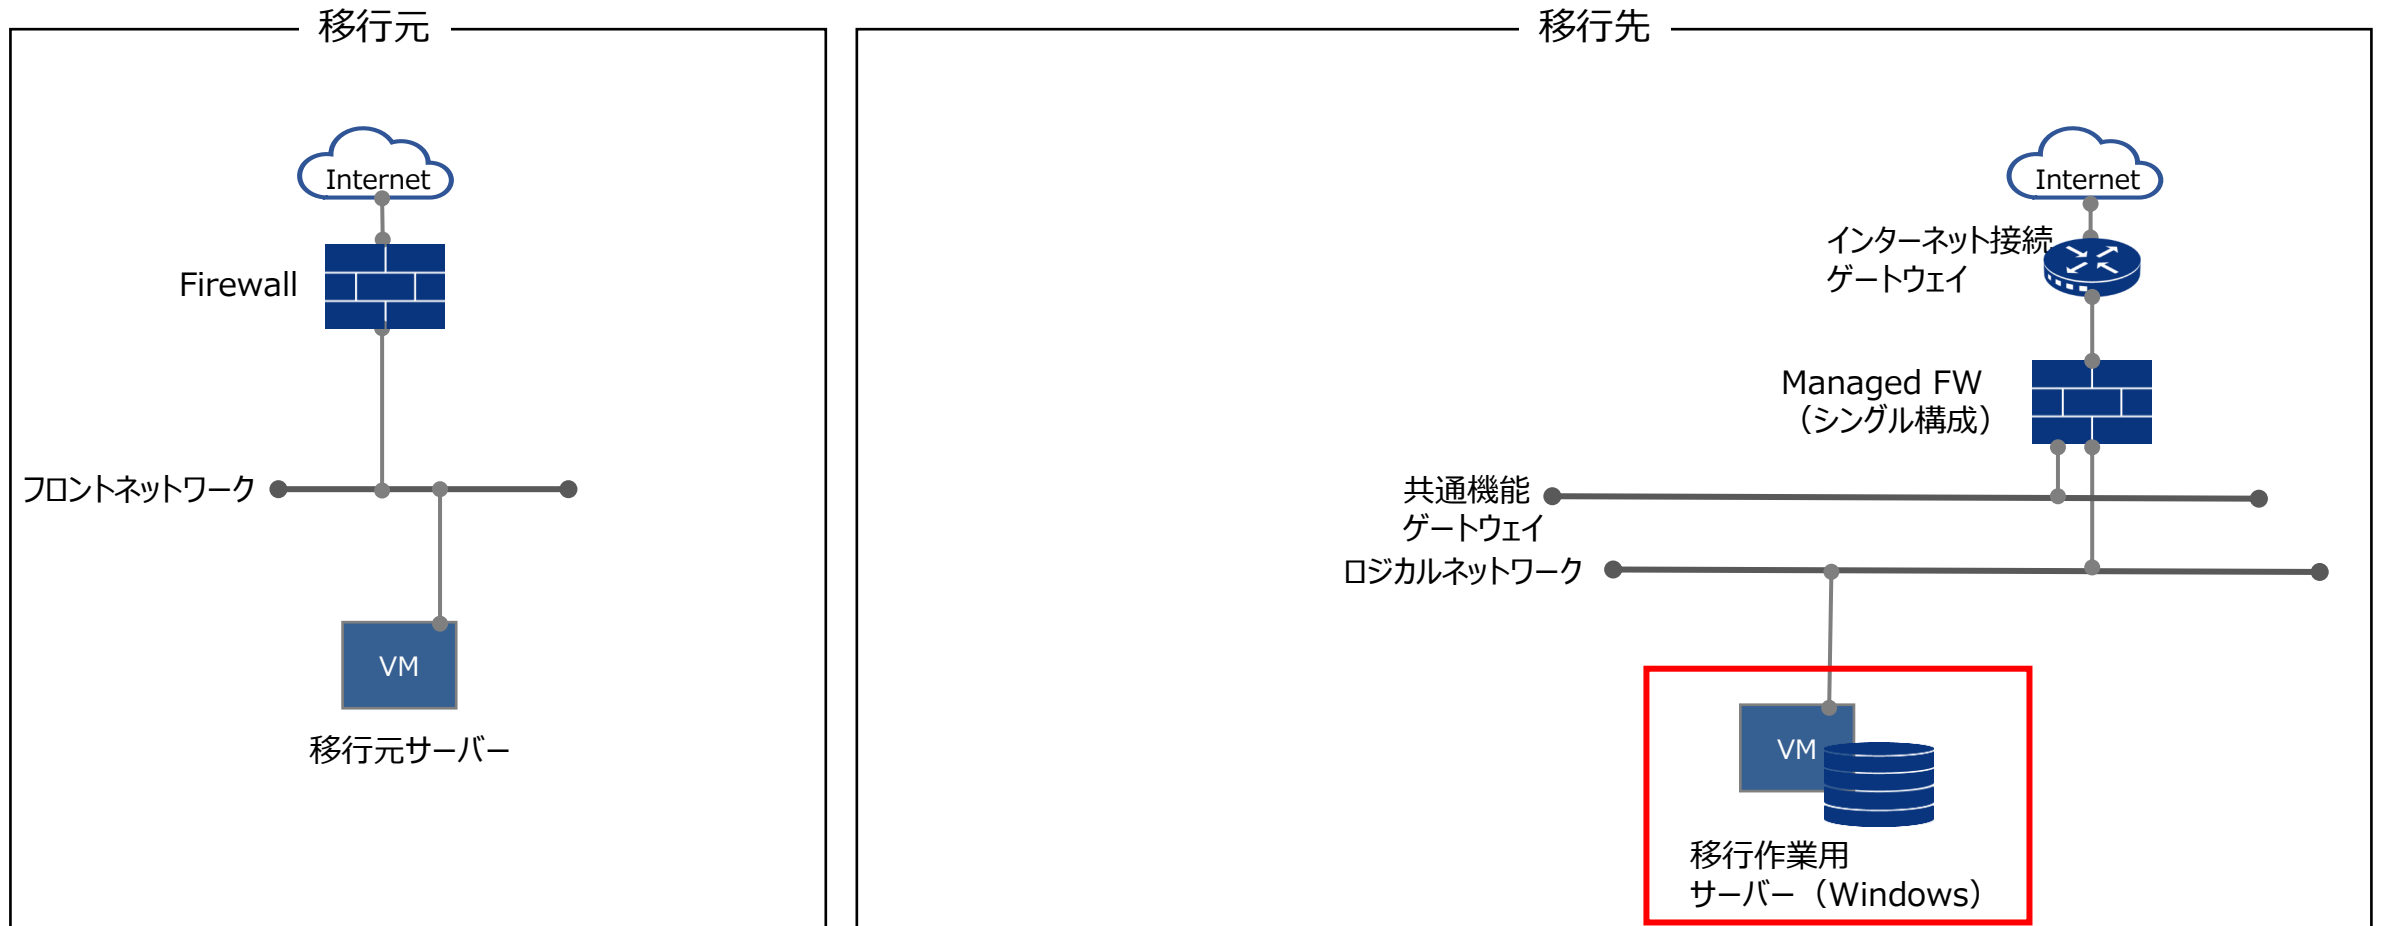 移行元
Internet
Firewall
フロントネットワーク
VM
移行元サーバー
移行先
Internet
インターネット接続
ゲートウェイ
Managed FW
（シングル構成）
共通機能
ゲートウェイ
ロジカルネットワーク
VM
移行作業用
サーバー（Windows）